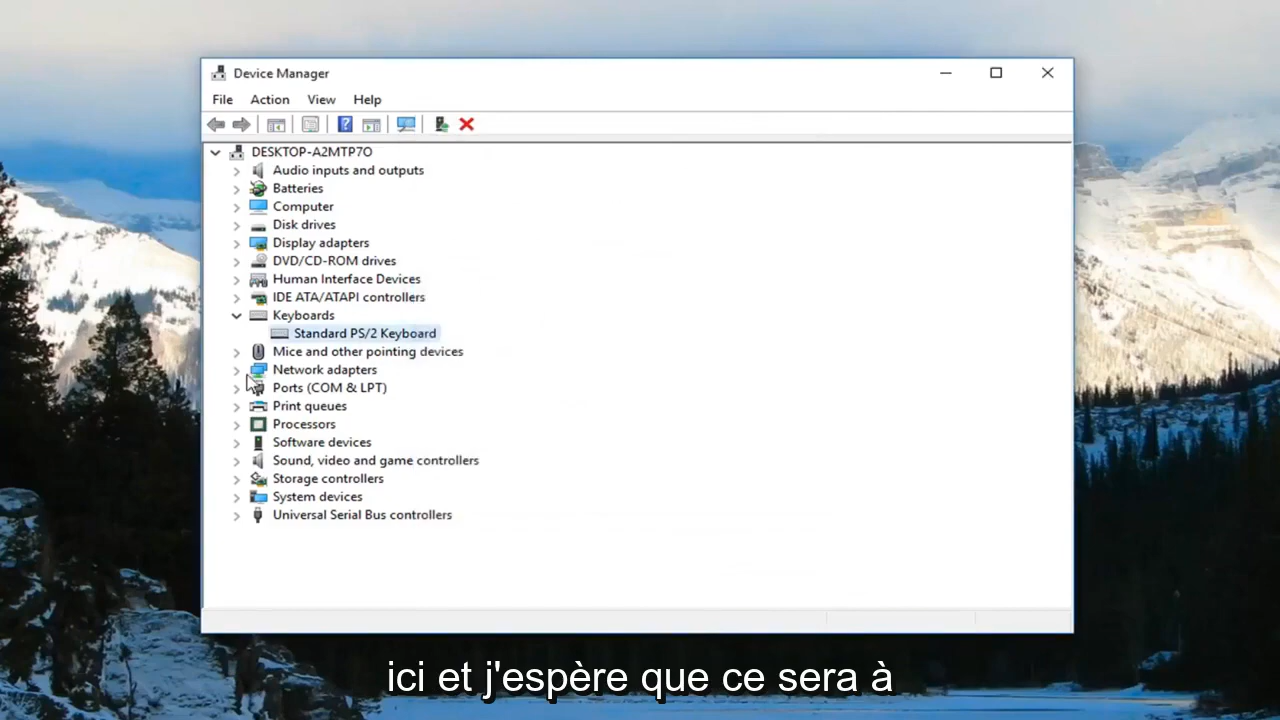 Device Manager
File Action View Help
DESKTOP-A2MTP7O
Audio inputs and outputs
Batteries
Computer
Disk drives
Display adapters
DVD/CD-ROM drives
Human Interface Devices
IDE ATA/ATAPI controllers
Keyboards
Standard PS/2 Keyboard
Mice and other pointing devices
Network adapters
Ports (COM & LPT)
Print queues
Processors
Software devices
Sound, video and game controllers
Storage controllers
System devices
Universal Serial Bus controllers
ici et j'espère que ce sera à